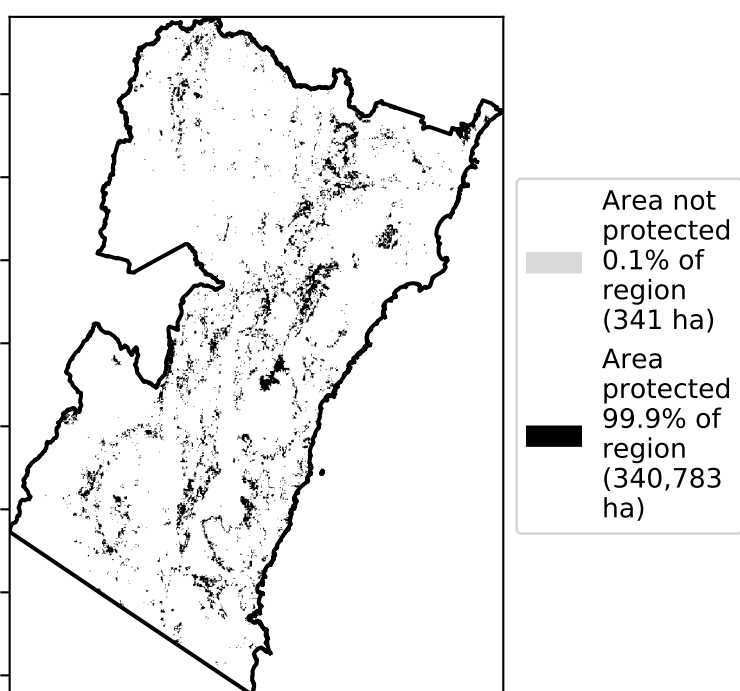 Area not
protected
0.1% of
region
(341 ha)
Area
protected
99.9% of
region
(340,783
ha)